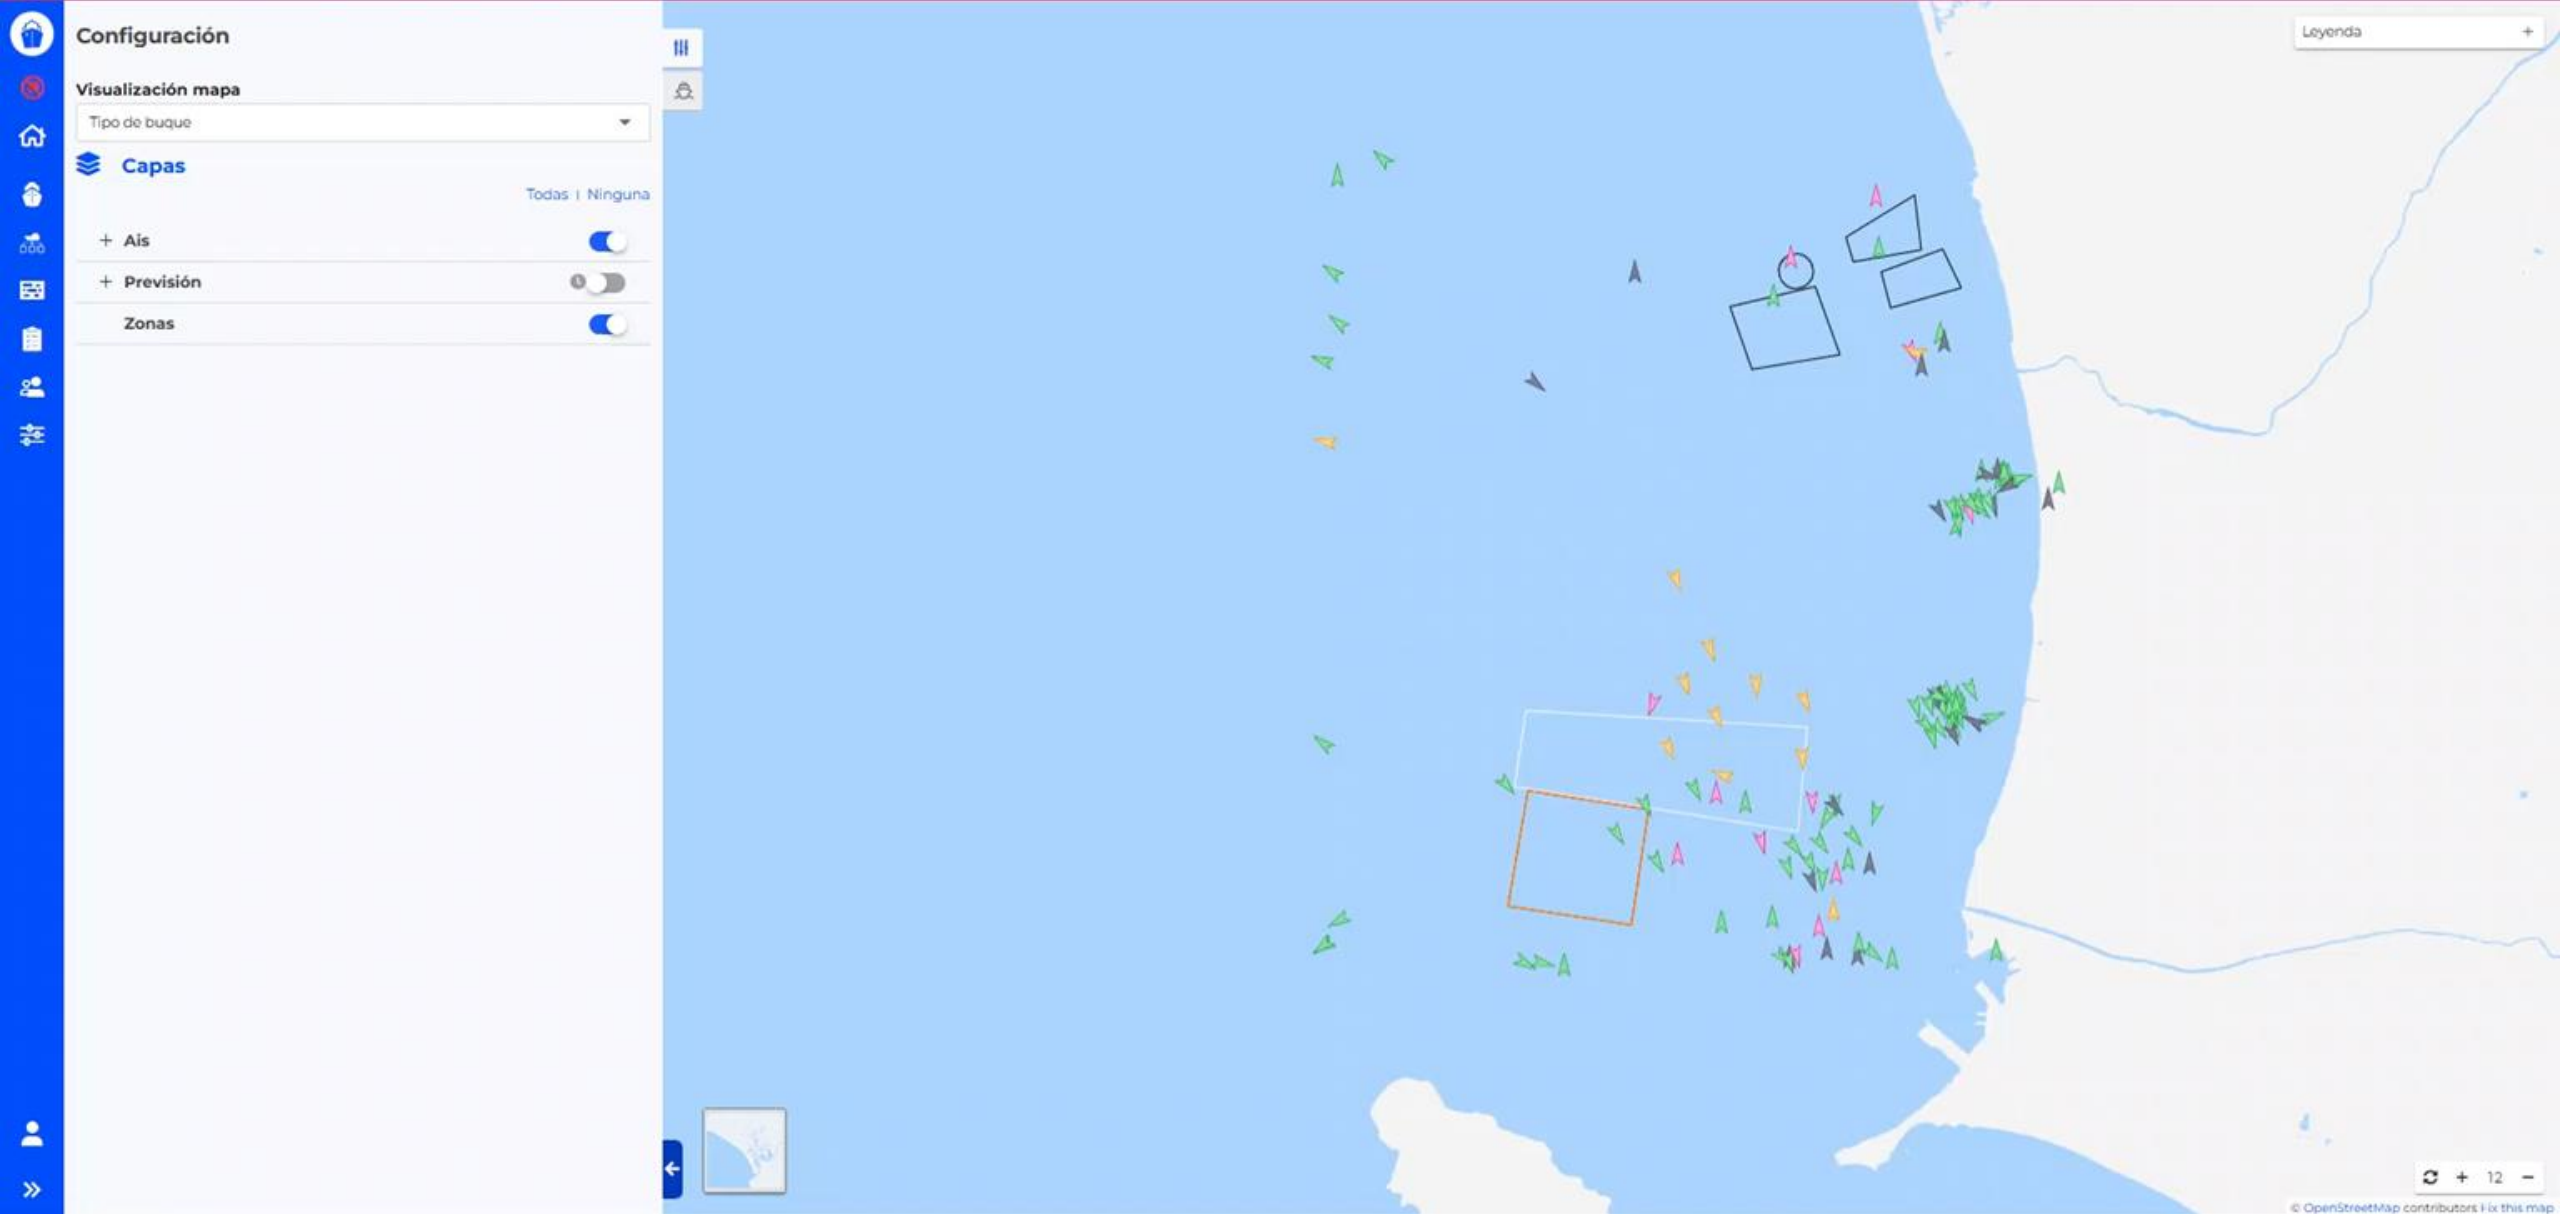 Configuración
Visualización mapa
Tipo de buque
Capas
Todas | Ninguna
+ Ais
+ Previsión
Zonas
Leyenda +
+ 12 −
© OpenStreetMap contributors Fix this map